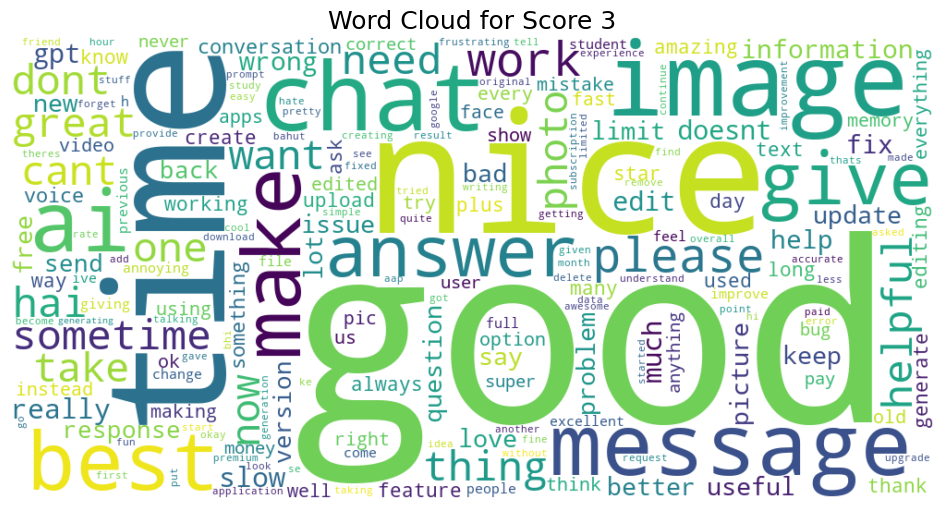 Word Cloud for Score 3
friend hour never conversation correct frustrating tell student amazing information
gpt know wrong need work experience
dont stuff prompt chat mistake image everything
new study easy apps hate every fast memory
great forget h pretty original google face photo continue improvement
video provide create bahut creating result show limit doesnt fix
theres want ask see limited subscription text thats made
cant back fixed nice find give
voice working edited tried star
ai time previous upload writing try quite plus bad remove edit day update
free rate cool simple getting
send one download issue answer feel please overall help accurate helpful editing
add lot given used long less asked
way ive annoying file user aap month delete many understand
hai giving using something make got awesome data improve point hi
become generating talking pic full problem much bug paid error
sometime gave bhi us option started anything picture keep generate
take ok say good pay
instead change now version generation ke always super question old
really making
response start right love excellent
go okay come another idea fine without
best fun money thing message
first put slow premium look se better request upgrade
application well taking feature people think useful thank